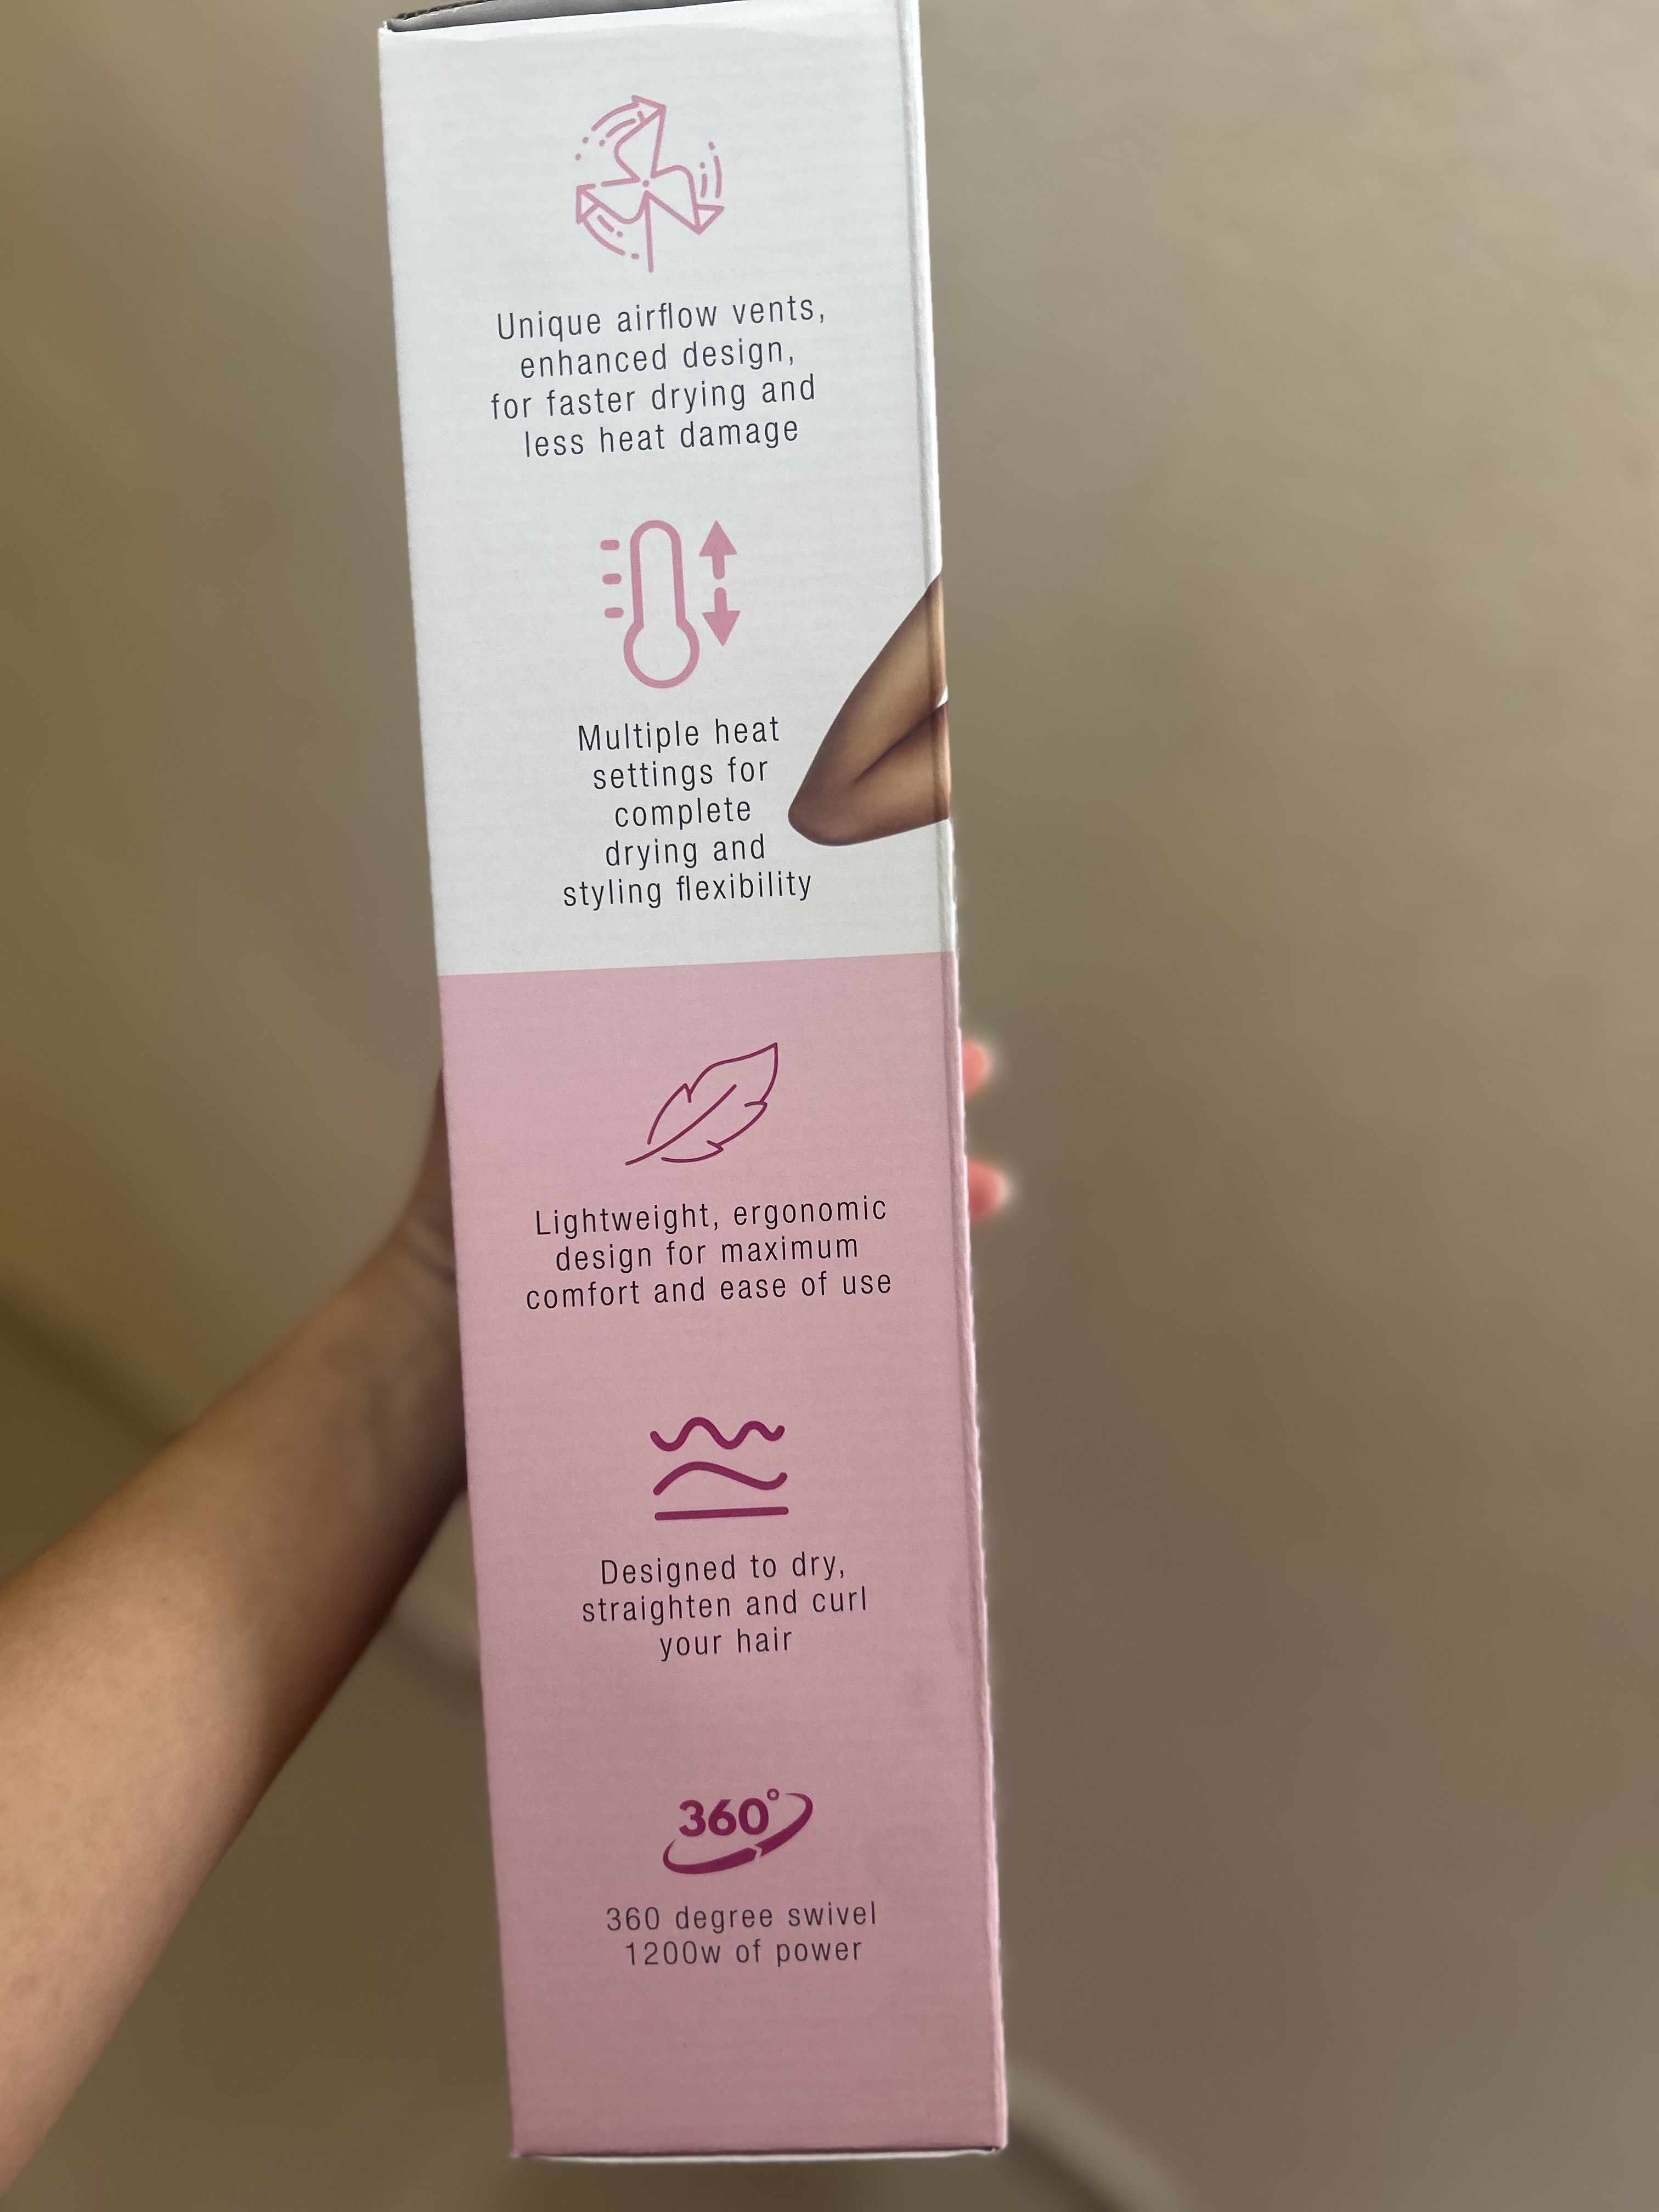 Unique airflow vents,
enhanced design,
for faster drying and
less heat damage
Multiple heat
settings for
complete
drying and
styling flexibility
Lightweight, ergonomic
design for maximum
comfort and ease of use
Designed to dry,
straighten and curl
your hair
360°
360 degree swivel
1200w of power